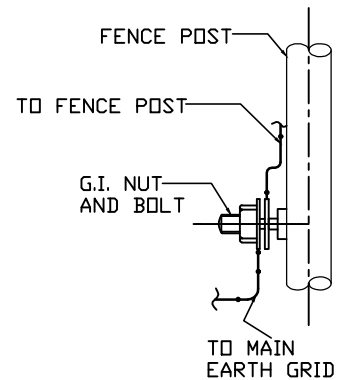 FENCE POST
TO FENCE POST
G.I. NUT
AND BOLT
TO MAIN
EARTH GRID